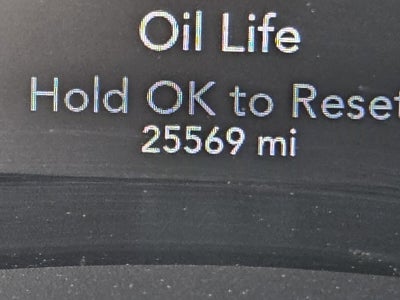 Oil Life
Hold OK to Reset
25569 mi